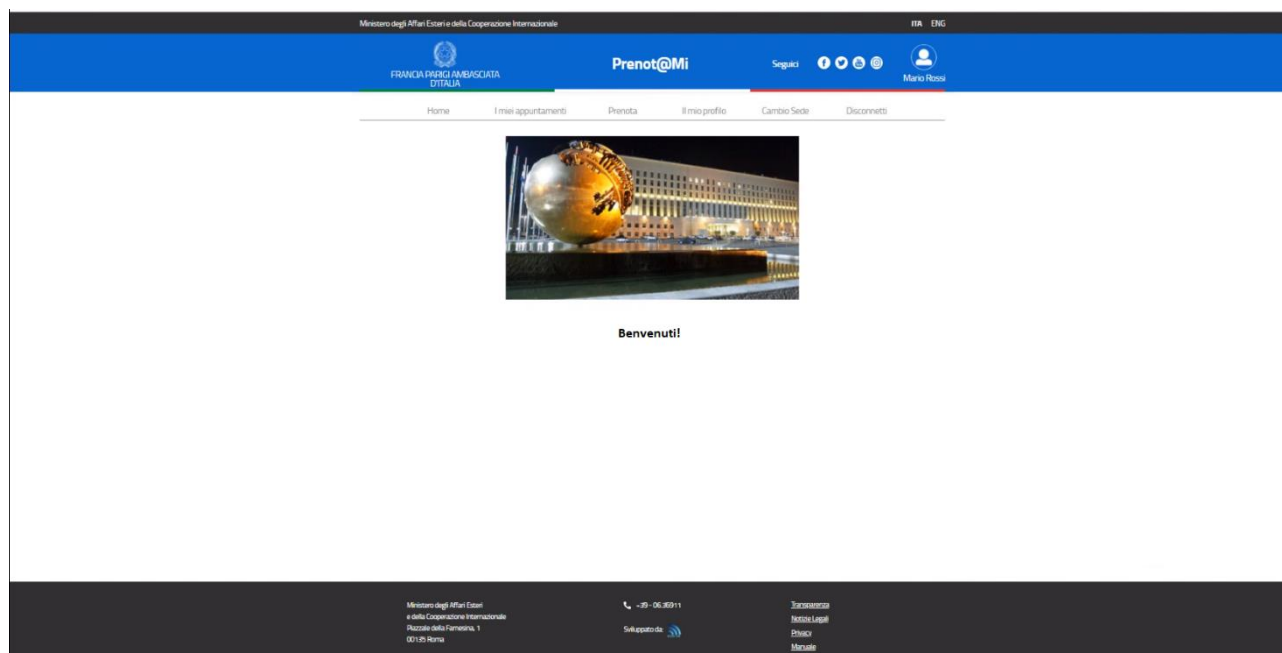 Ministero degli Affari Esteri e della Cooperazione Internazionale
ITA ENG
FRANCIA PARIGI AMBASCIATA
D'ITALIA
Prenot@Mi
Seguici
Mario Rossi
Home I miei appuntamenti Prenota Il mio profilo Cambio Sede Disconnetti
Benvenuti!
Ministero degli Affari Esteri
e della Cooperazione Internazionale
Piazzale della Farnesina, 1
00135 Roma
+39 - 06.36911
Sviluppato da:
Transparenza
Notizie Legali
Privacy
Manuale